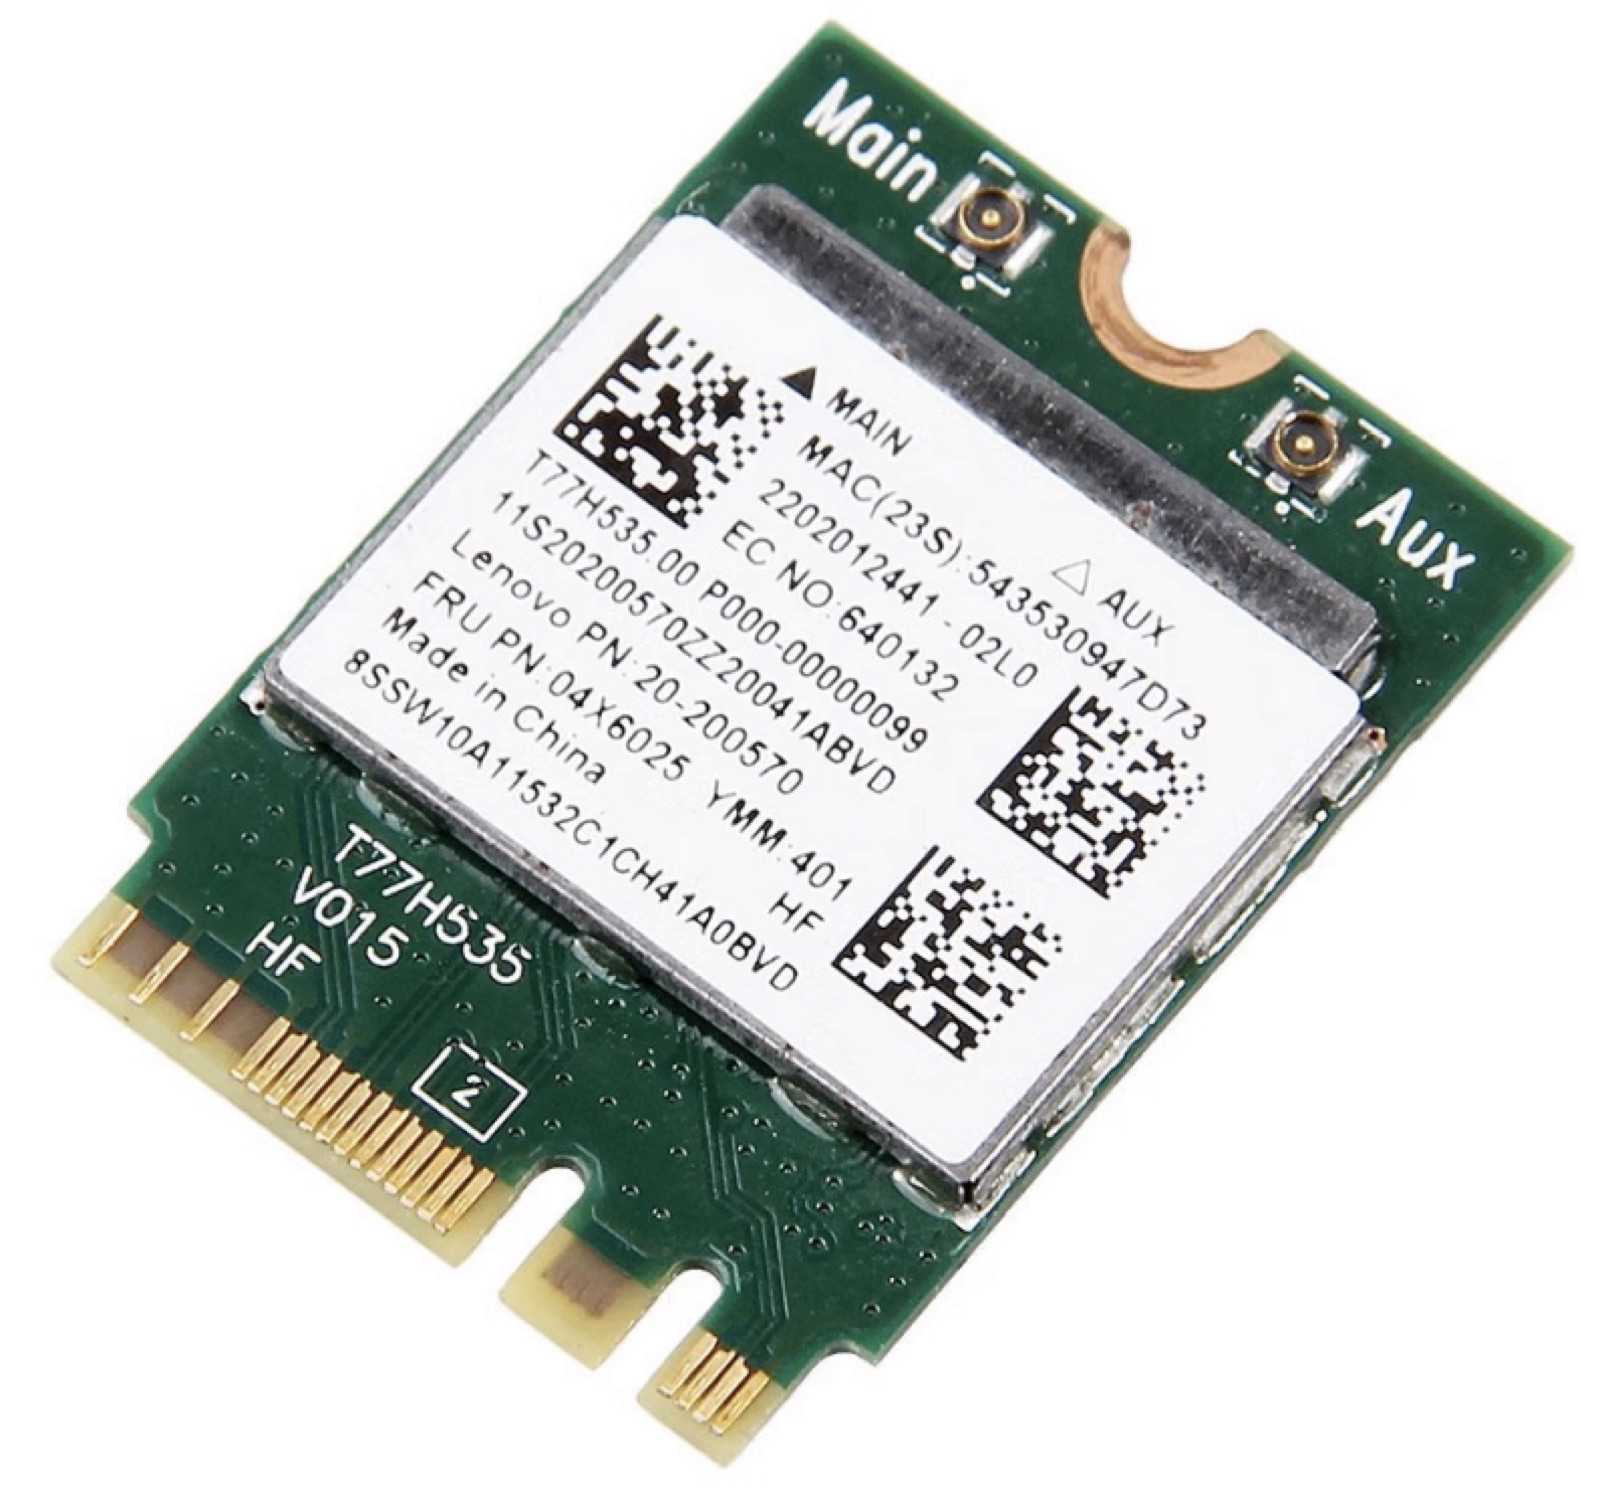 Main
Aux
MAIN
AUX
MAC(23S):543530947D73
2202012441-02L0
EC NO:640132
T77H535.00 P000-00000099
11S20200570ZZ20041ABVD
Lenovo PN:20-200570
FRU PN:04X6025 YMM:401
Made in China HF
8SSW10A11532C1CH41A0BVD
T77H535
V015
HF
2